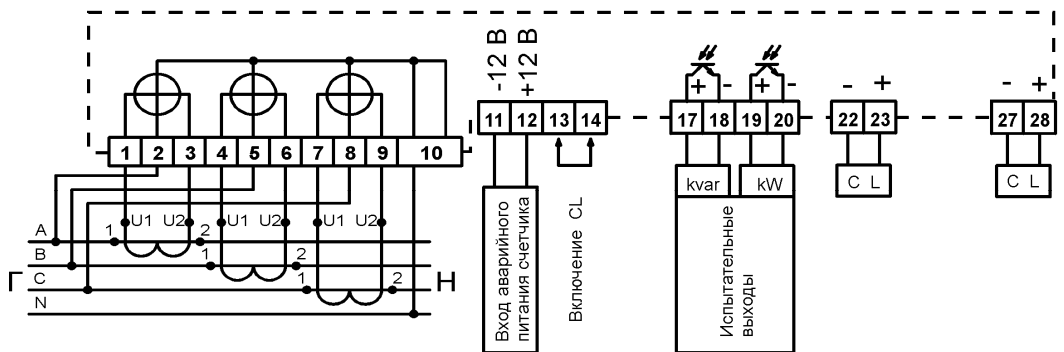 -12 В
+12 В
+ - + -
- +
- +
11 12 13 14
17 18 19 20
22 23
27 28
1 2 3 4 5 6 7 8 9 10
kvar kW
C L
C L
U1 U2 U1 U2 U1 U2
Вход аварийного
питания счетчика
Включение CL
Испытательные
выходы
A 1 2
B 1 2
Г C 1 2 Н
N